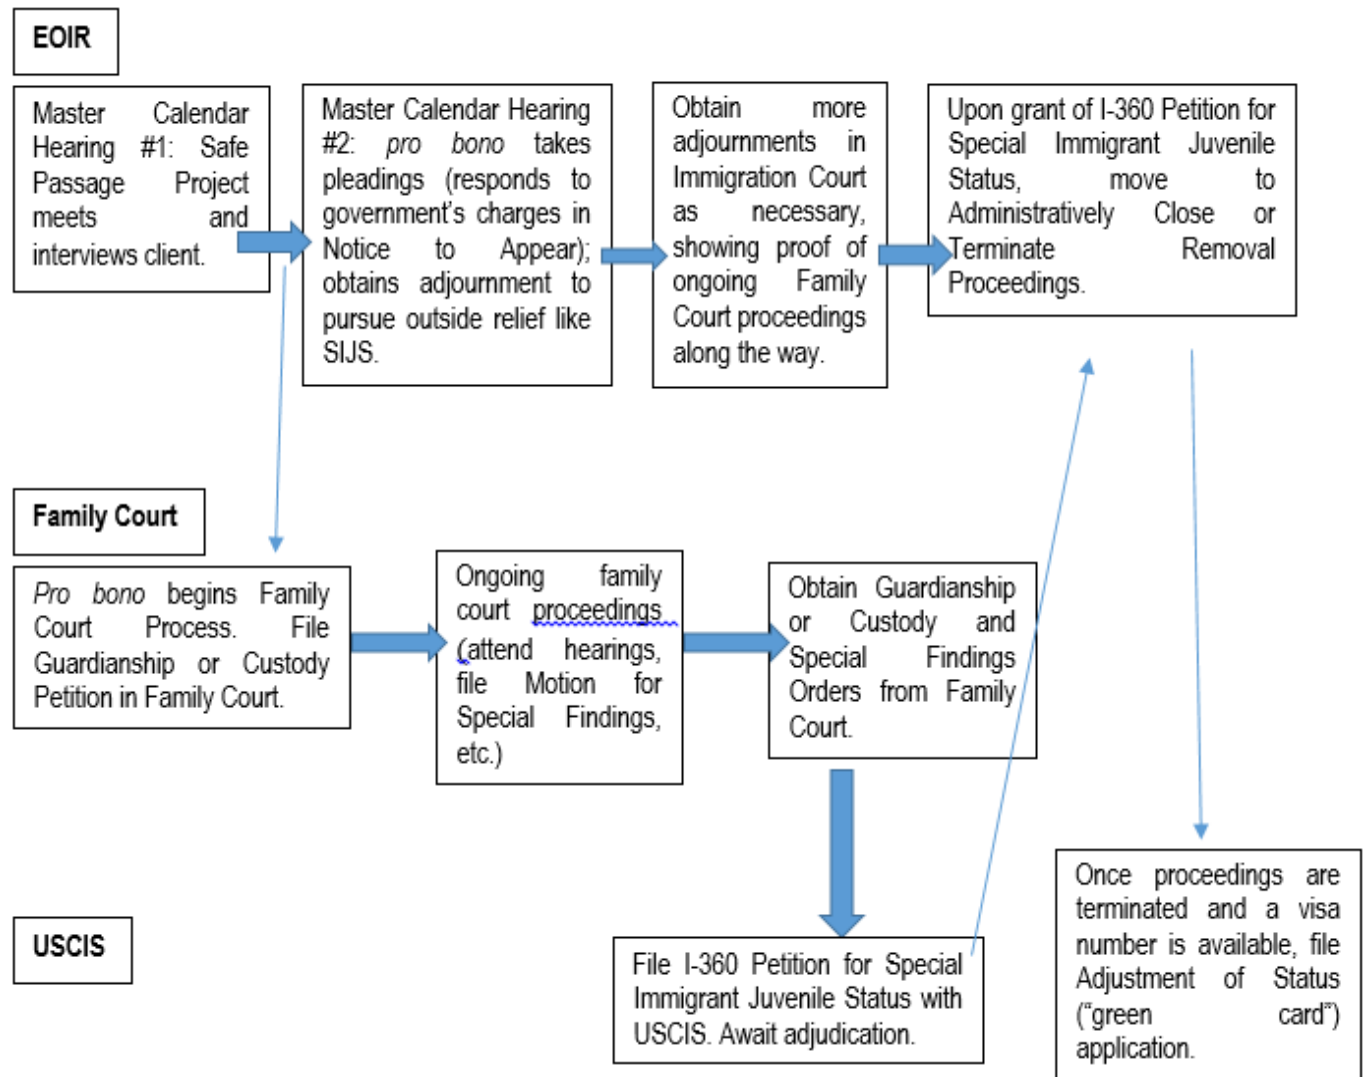 EOIR
Master Calendar
Hearing #1: Safe
Passage Project
meets and
interviews client.
Master Calendar Hearing
#2: pro bono takes
pleadings (responds to
government's charges in
Notice to Appear);
obtains adjournment to
pursue outside relief like
SIJS.
Obtain more
adjournments in
Immigration Court
as necessary,
showing proof of
ongoing Family
Court proceedings
along the way.
Upon grant of I-360 Petition for
Special Immigrant Juvenile
Status, move to
Administratively Close or
Terminate Removal
Proceedings.
Family Court
Pro bono begins Family
Court Process. File
Guardianship or Custody
Petition in Family Court.
Ongoing family
court proceedings
(attend hearings,
file Motion for
Special Findings,
etc.)
Obtain Guardianship
or Custody and
Special Findings
Orders from Family
Court.
USCIS
File I-360 Petition for Special
Immigrant Juvenile Status with
USCIS. Await adjudication.
Once proceedings are
terminated and a visa
number is available, file
Adjustment of Status
("green card")
application.